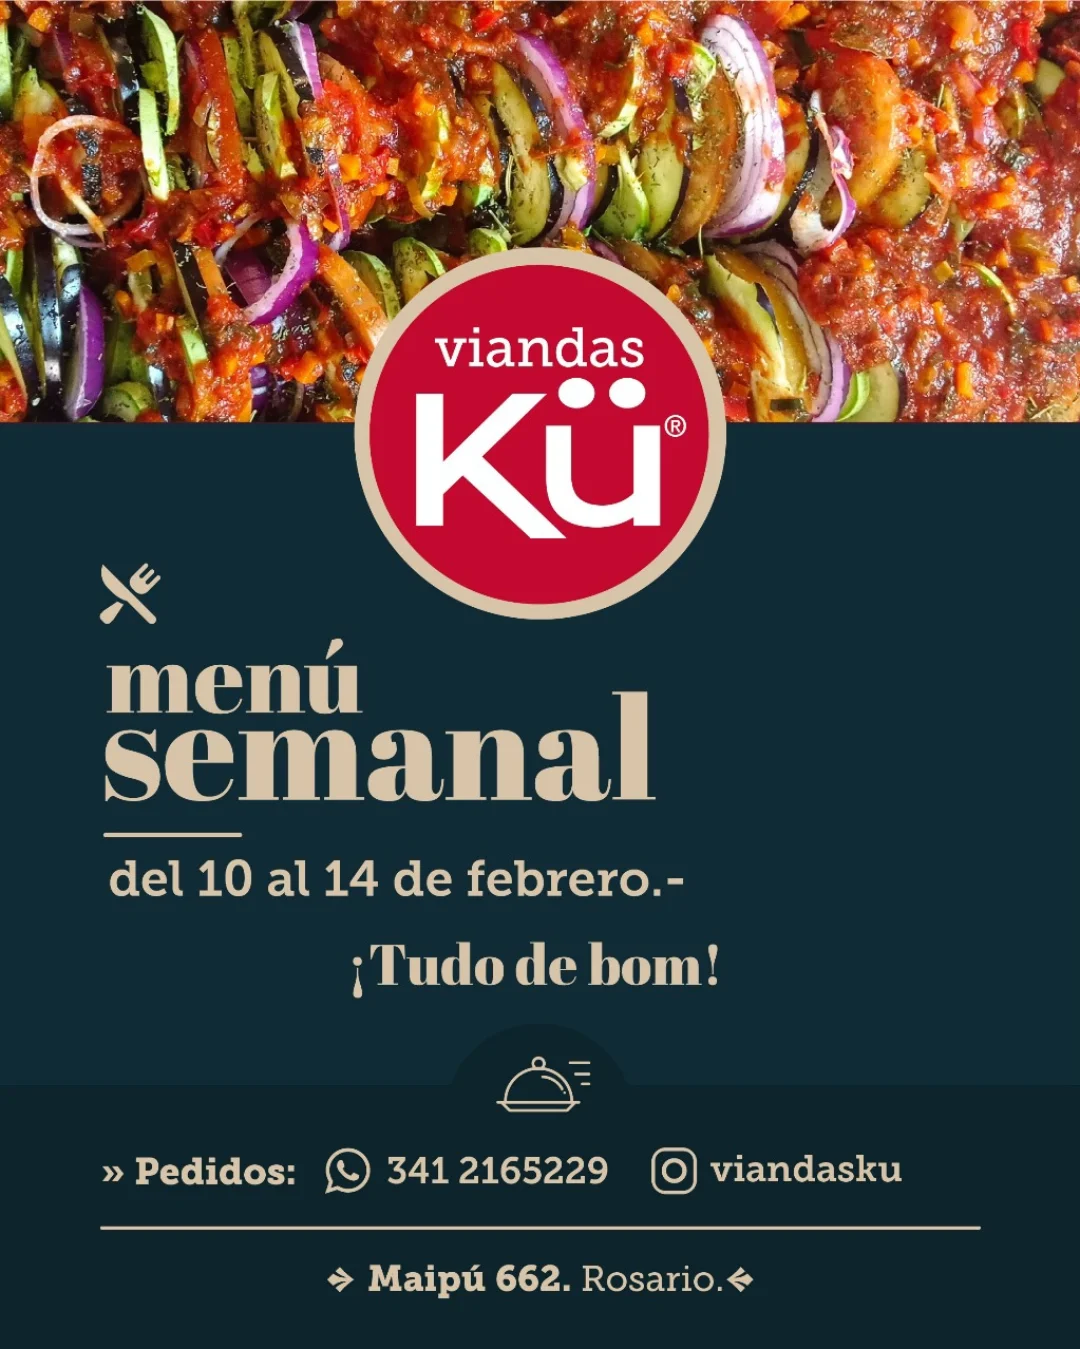 viandas
Kü®
menú
semanal
del 10 al 14 de febrero.-
¡Tudo de bom!
» Pedidos: 341 2165229 viandasku
Maipú 662. Rosario.